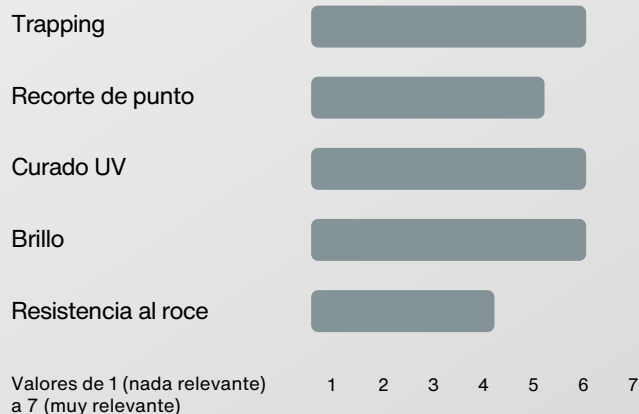 Trapping
Recorte de punto
Curado UV
Brillo
Resistencia al roce
Valores de 1 (nada relevante) 1 2 3 4 5 6 7
a 7 (muy relevante)